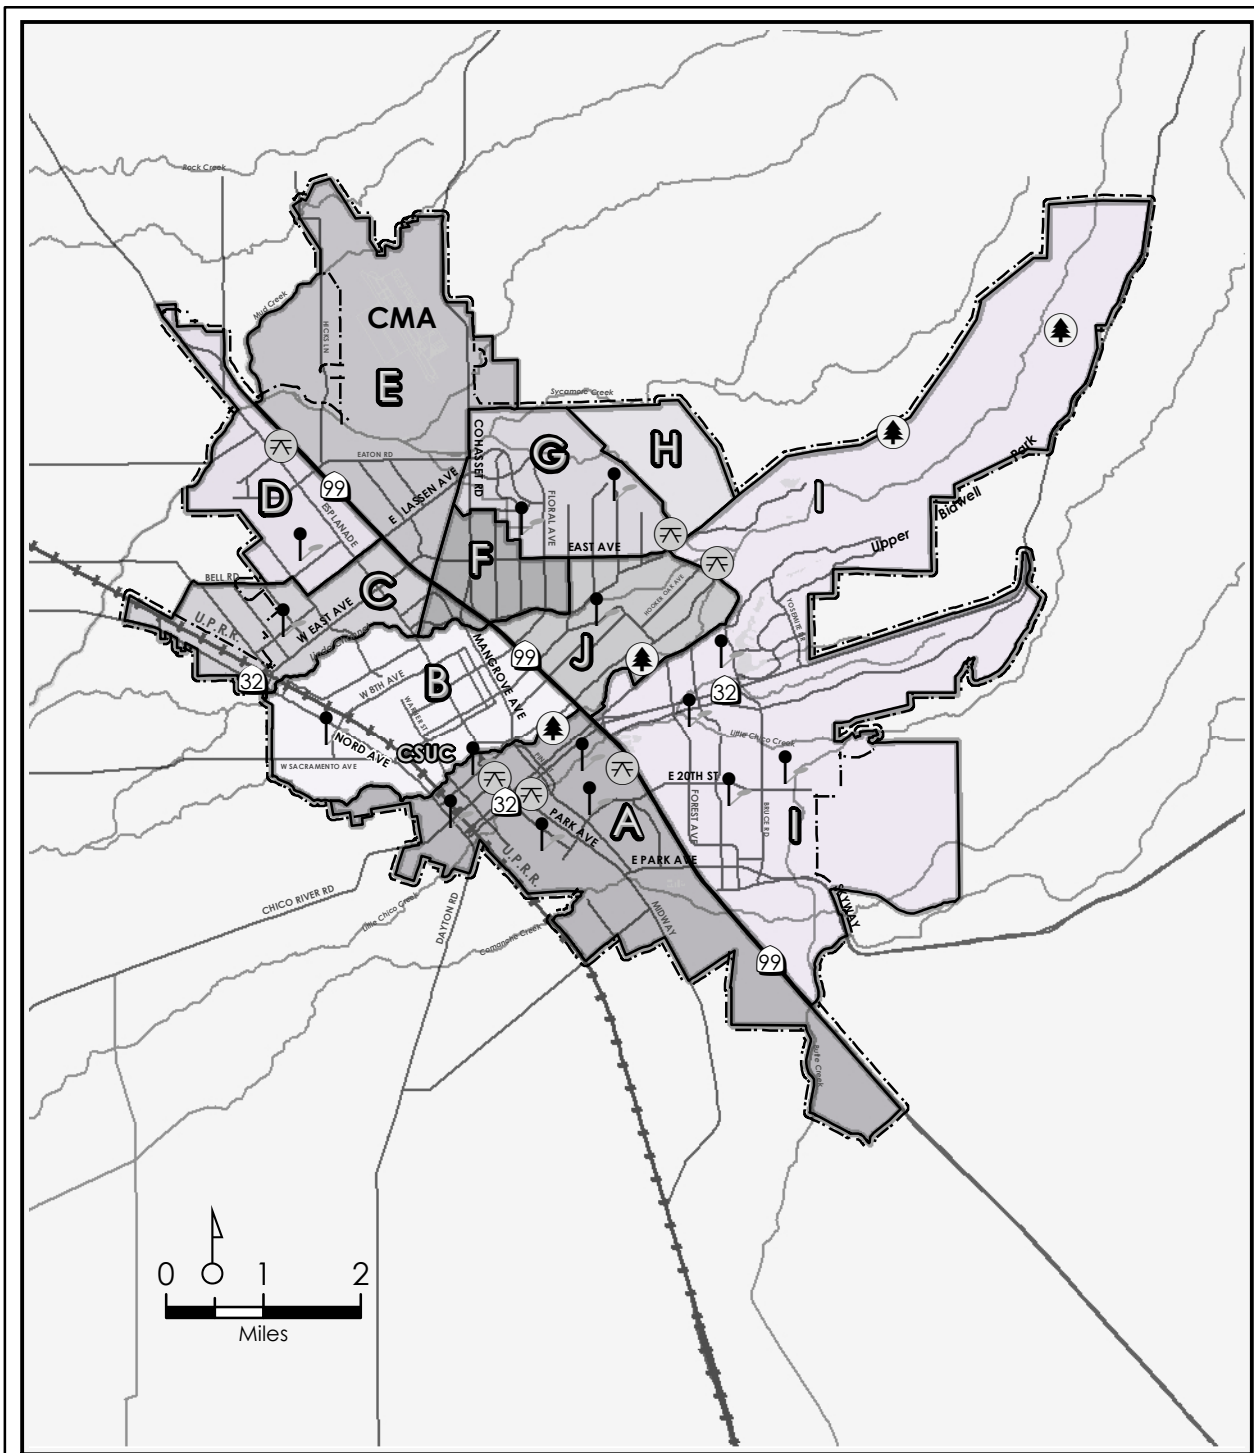 Rock Creek
Mud Creek
HICKS LN
CMA
E
Sycamore Creek
COHASSET RD
G
H
EATON RD
E LASSEN AVE
99
D
ESPLANADE
FLORAL AVE
I
Park
Bidwell
Upper
EAST AVE
F
BELL RD
C
HOOKER OAK AVE
YOSEMITE DR
U.P.R.R.
W EAST AVE
MANGROVE AVE
99
J
32
W 8TH AVE
B
32
WARNER ST
NORD AVE
CSUC
Little Chico Creek
W SACRAMENTO AVE
E 20TH ST
32
PARK AVE
A
FOREST AVE
BRUCE RD
I
U.P.R.R.
E PARK AVE
CHICO RIVER RD
Little Chico Creek
DAYTON RD
MIDWAY
SKYWAY
Comanche Creek
99
Butte Creek
0 1 2
Miles